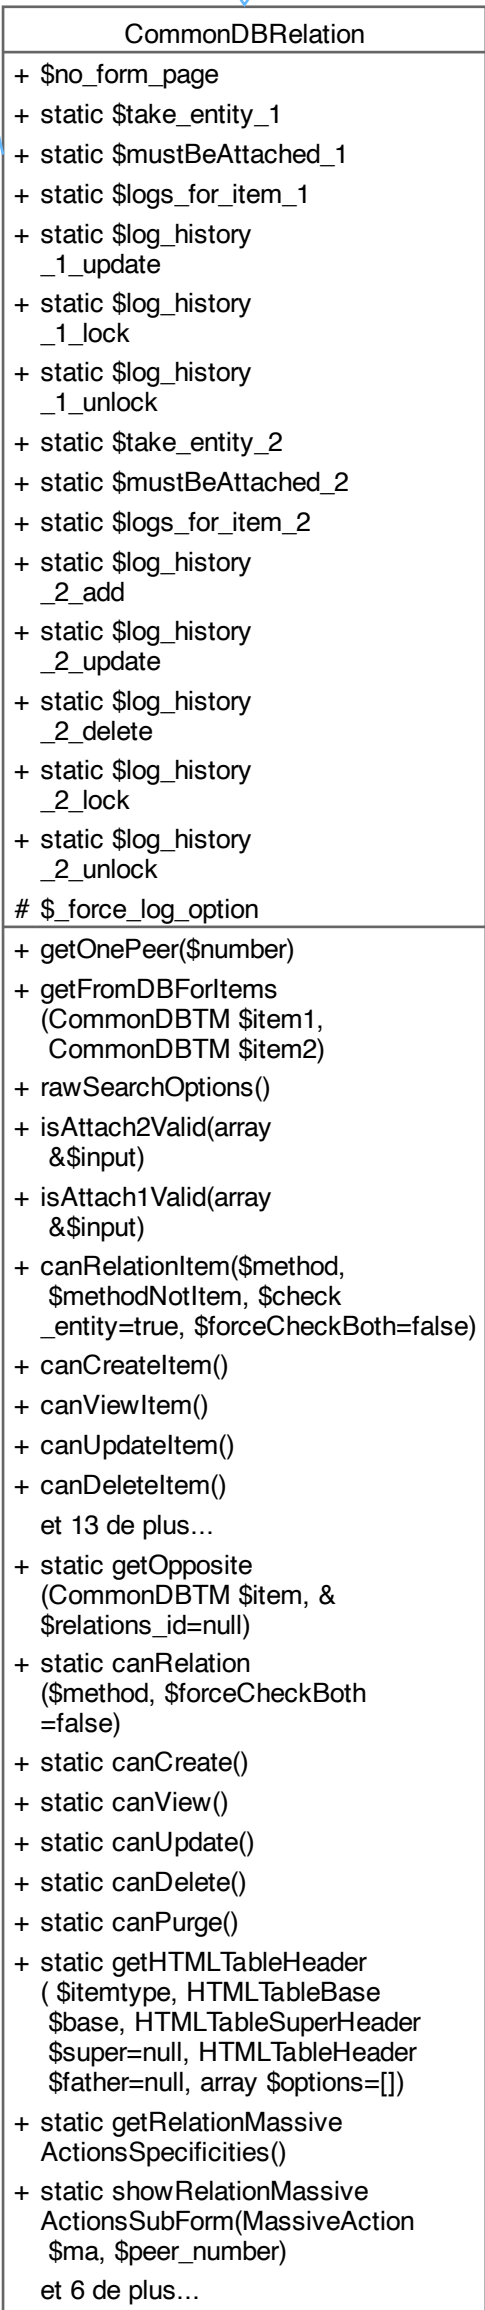 CommonDBRelation
+ $no_form_page
+ static $take_entity_1
+ static $mustBeAttached_1
+ static $logs_for_item_1
+ static $log_history
_1_update
+ static $log_history
_1_lock
+ static $log_history
_1_unlock
+ static $take_entity_2
+ static $mustBeAttached_2
+ static $logs_for_item_2
+ static $log_history
_2_add
+ static $log_history
_2_update
+ static $log_history
_2_delete
+ static $log_history
_2_lock
+ static $log_history
_2_unlock
# $_force_log_option
+ getOnePeer($number)
+ getFromDBForItems
(CommonDBTM $item1,
CommonDBTM $item2)
+ rawSearchOptions()
+ isAttach2Valid(array
&$input)
+ isAttach1Valid(array
&$input)
+ canRelationItem($method,
$methodNotItem, $check
_entity=true, $forceCheckBoth=false)
+ canCreateItem()
+ canViewItem()
+ canUpdateItem()
+ canDeleteItem()
et 13 de plus...
+ static getOpposite
(CommonDBTM $item, &
$relations_id=null)
+ static canRelation
($method, $forceCheckBoth
=false)
+ static canCreate()
+ static canView()
+ static canUpdate()
+ static canDelete()
+ static canPurge()
+ static getHTMLTableHeader
( $itemtype, HTMLTableBase
$base, HTMLTableSuperHeader
$super=null, HTMLTableHeader
$father=null, array $options=[])
+ static getRelationMassive
ActionsSpecificities()
+ static showRelationMassive
ActionsSubForm(MassiveAction
$ma, $peer_number)
et 6 de plus...